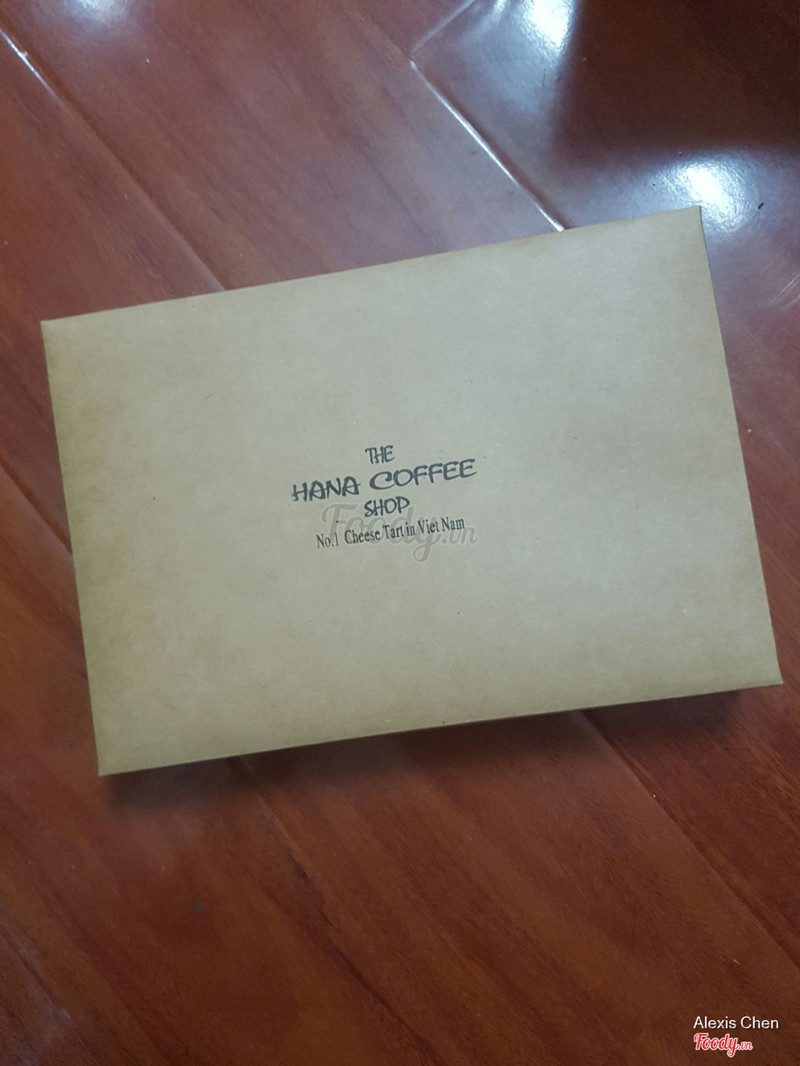 THE
HANA COFFEE
SHOP
Foody.vn
No.1 Cheese Tart in Viet Nam
Alexis Chen
Foody.vn